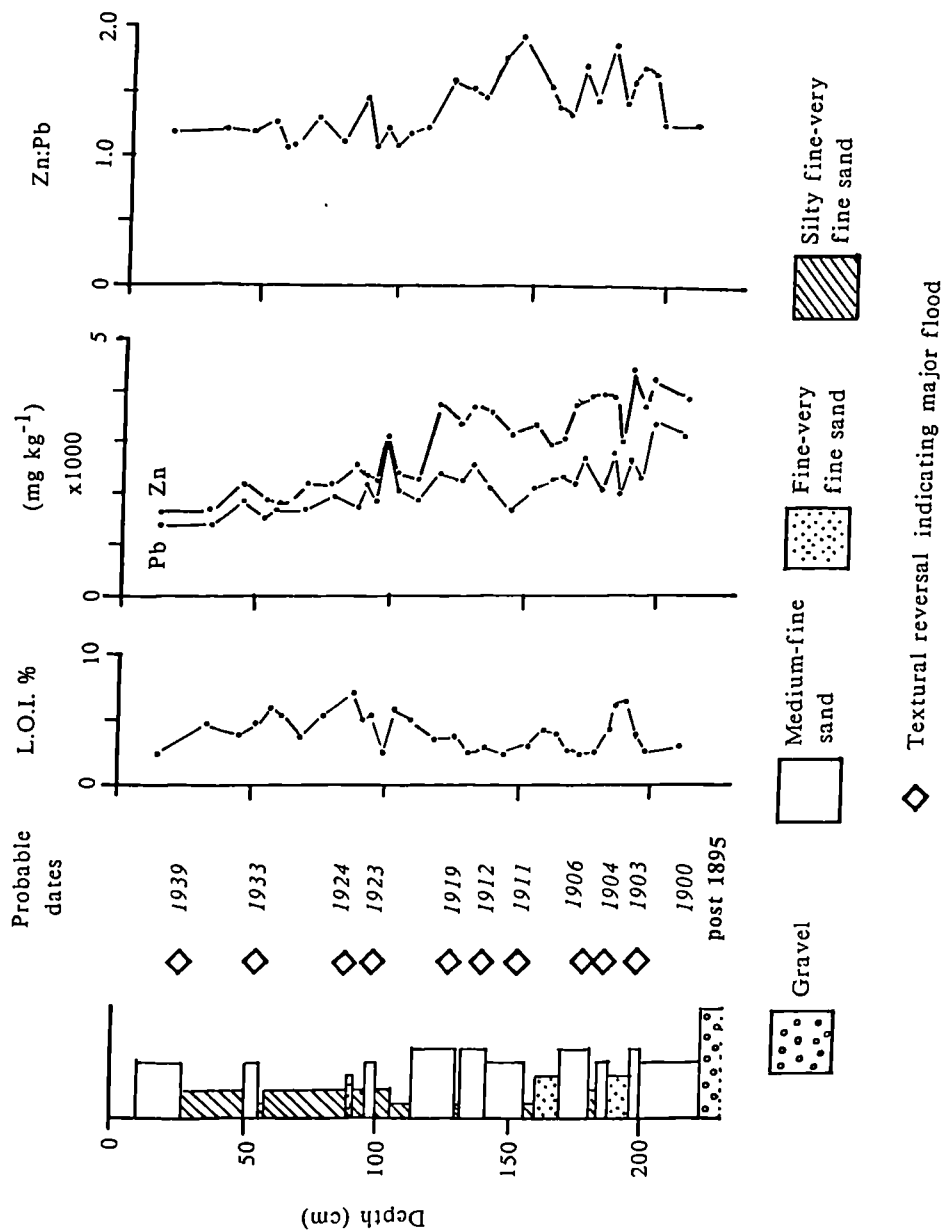 Probable
dates
L.O.I. %
(mg kg⁻¹)
x1000
Zn:Pb
0
10
0
5
0
1.0
2.0
Pb
Zn
Depth (cm)
0
50
100
150
200
1939
1933
1924
1923
1919
1912
1911
1906
1904
1903
1900
post 1895
Gravel
Medium-fine
sand
Fine-very
fine sand
Silty fine-very
fine sand
Textural reversal indicating major flood